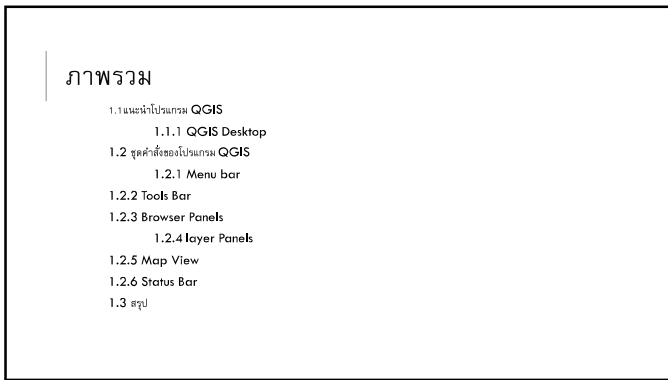 ภาพรวม
1.1แนะนำโปรแกรม QGIS
1.1.1 QGIS Desktop
1.2 ชุดคำสั่งของโปรแกรม QGIS
1.2.1 Menu bar
1.2.2 Tools Bar
1.2.3 Browser Panels
1.2.4 layer Panels
1.2.5 Map View
1.2.6 Status Bar
1.3 สรุป